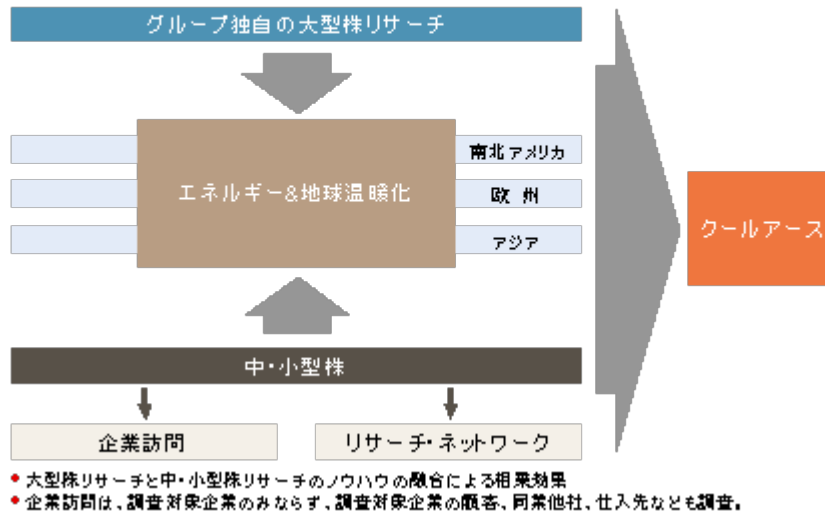 グループ独自の大型株リサーチ
南北アメリカ
エネルギー&地球温暖化
欧 州
アジア
クールアース
中・小型株
企業訪問
リサーチ・ネットワーク
大型株リサーチと中・小型株リサーチのノウハウの融合による相乗効果
企業訪問は、調査対象企業のみならず、調査対象企業の顧客、同業他社、仕入先なども調査。